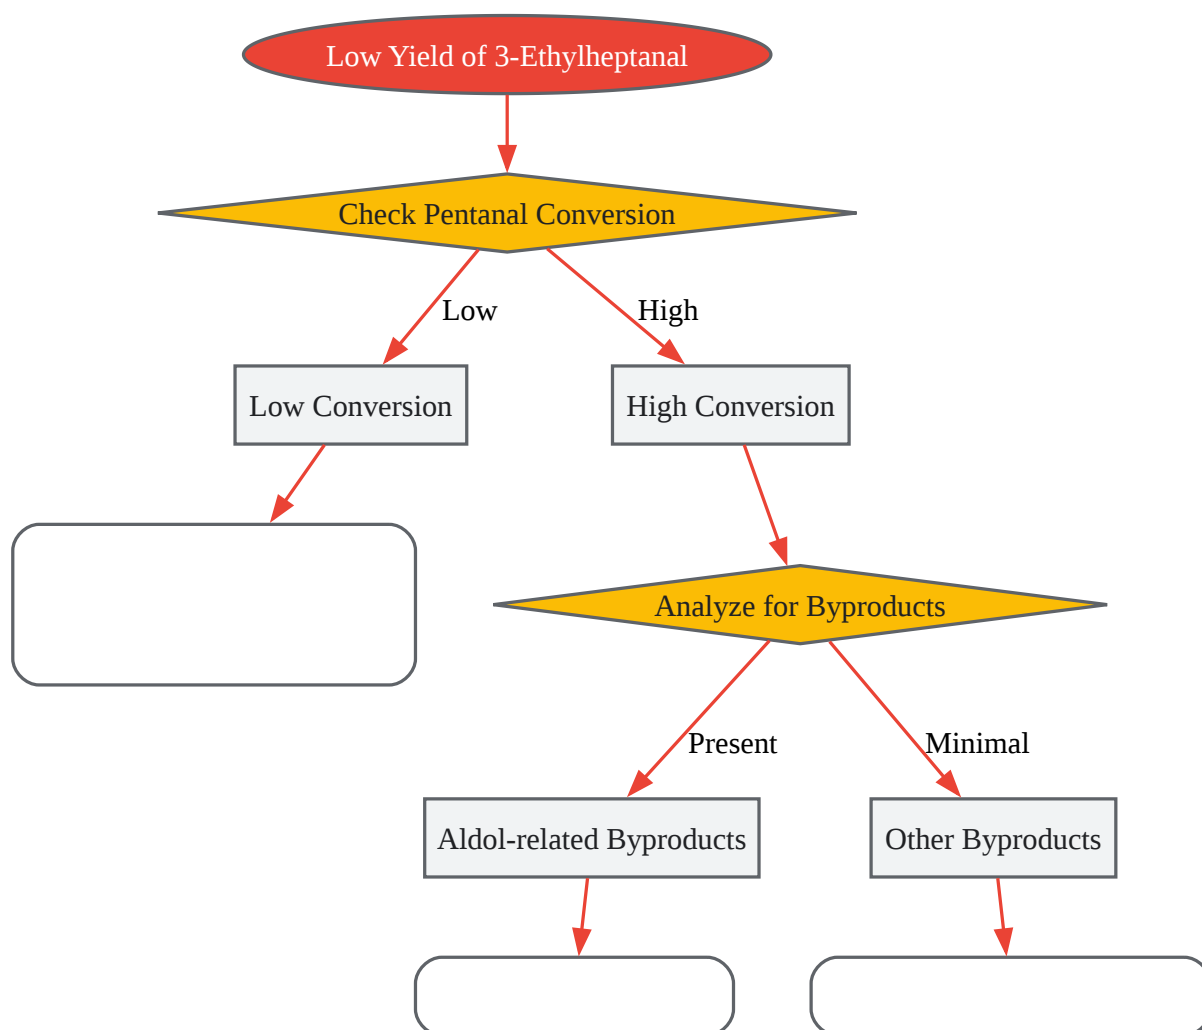 Low Yield of 3-Ethylheptanal
Check Pentanal Conversion
Low
High
Low Conversion
High Conversion
Analyze for Byproducts
Present
Minimal
Aldol-related Byproducts
Other Byproducts